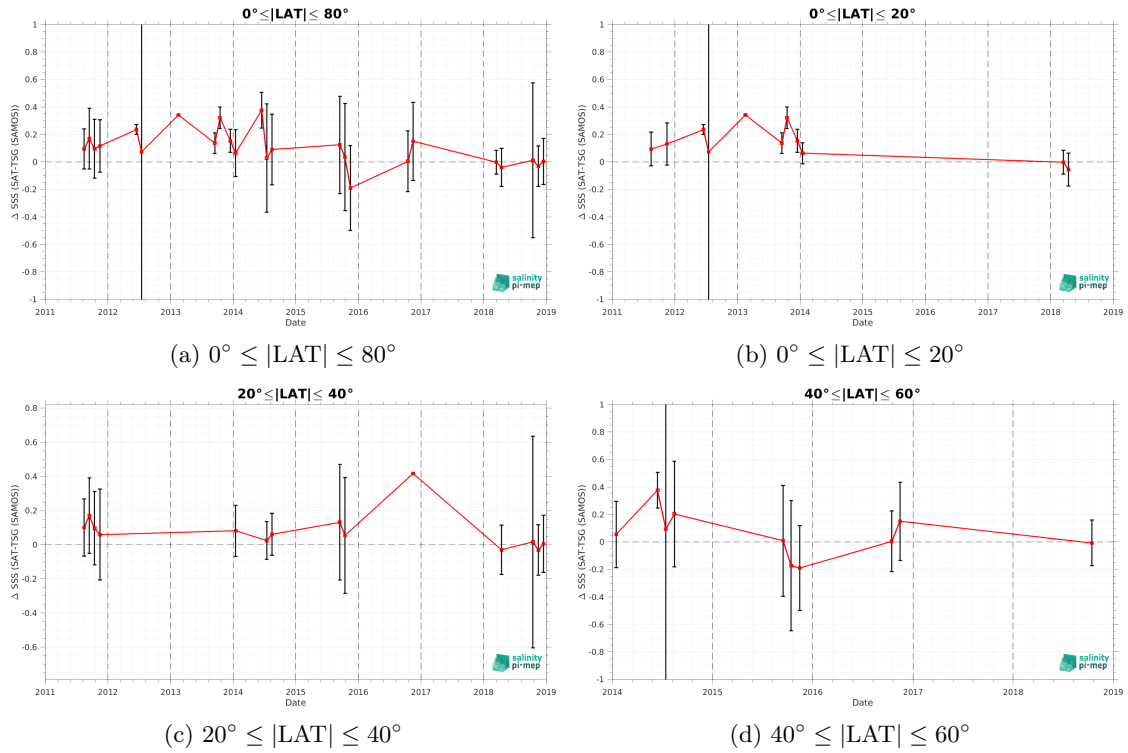 0°≤|LAT|≤ 80°
Δ SSS (SAT-TSG (SAMOS))
1
0.8
0.6
0.4
0.2
0
-0.2
-0.4
-0.6
-0.8
-1
2011 2012 2013 2014 2015 2016 2017 2018 2019
Date
salinity
pi-mep
(a) 0° ≤ |LAT| ≤ 80°
0°≤|LAT|≤ 20°
Δ SSS (SAT-TSG (SAMOS))
1
0.8
0.6
0.4
0.2
0
-0.2
-0.4
-0.6
-0.8
-1
2011 2012 2013 2014 2015 2016 2017 2018 2019
Date
salinity
pi-mep
(b) 0° ≤ |LAT| ≤ 20°
20°≤|LAT|≤ 40°
Δ SSS (SAT-TSG (SAMOS))
0.8
0.6
0.4
0.2
0
-0.2
-0.4
-0.6
2011 2012 2013 2014 2015 2016 2017 2018 2019
Date
salinity
pi-mep
(c) 20° ≤ |LAT| ≤ 40°
40°≤|LAT|≤ 60°
Δ SSS (SAT-TSG (SAMOS))
1
0.8
0.6
0.4
0.2
0
-0.2
-0.4
-0.6
-0.8
-1
2014 2015 2016 2017 2018 2019
Date
salinity
pi-mep
(d) 40° ≤ |LAT| ≤ 60°